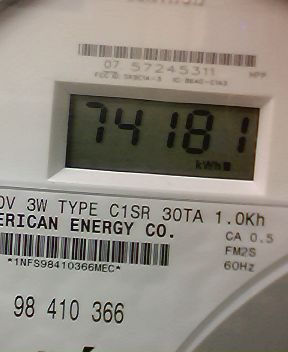 07 57245311
HPP
74181
kWh
0V 3W TYPE C1SR 30TA 1.0Kh
ERICAN ENERGY CO.
CA 0.5
FM2S
60Hz
*1NFS98410366MEC*
98 410 366